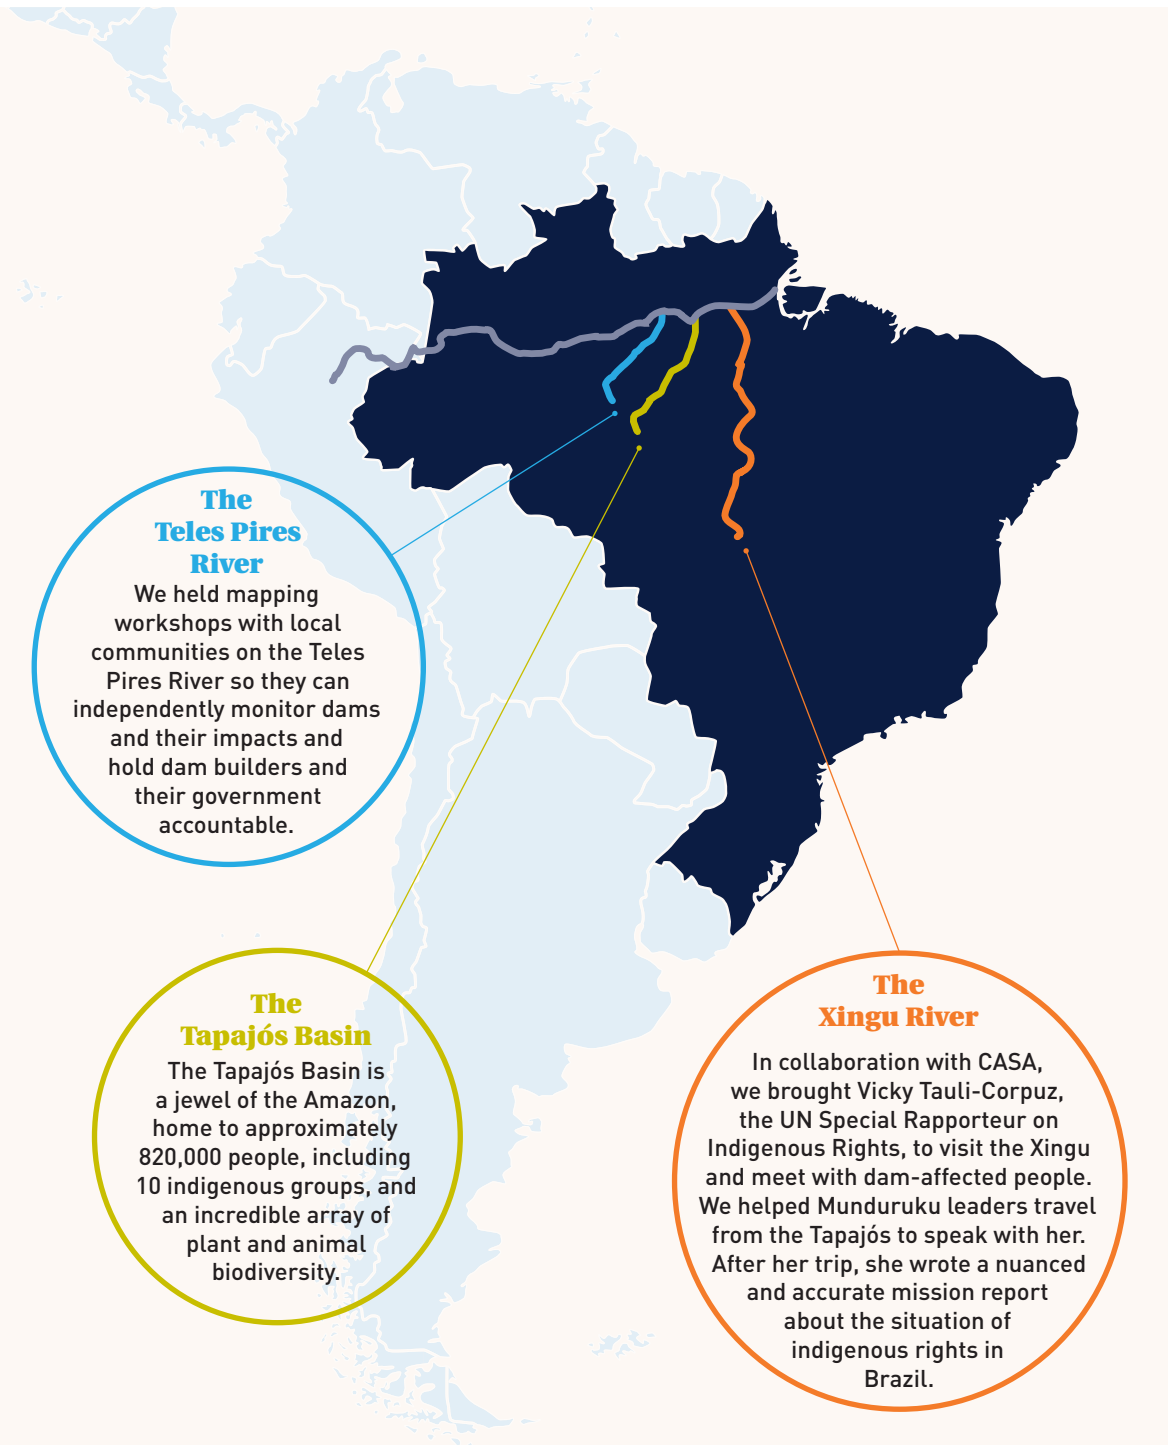 The
Teles Pires
River
We held mapping
workshops with local
communities on the Teles
Pires River so they can
independently monitor dams
and their impacts and
hold dam builders and
their government
accountable.
The
Tapajós Basin
The Tapajós Basin is
a jewel of the Amazon,
home to approximately
820,000 people, including
10 indigenous groups, and
an incredible array of
plant and animal
biodiversity.
The
Xingu River
In collaboration with CASA,
we brought Vicky Tauli-Corpuz,
the UN Special Rapporteur on
Indigenous Rights, to visit the Xingu
and meet with dam-affected people.
We helped Munduruku leaders travel
from the Tapajós to speak with her.
After her trip, she wrote a nuanced
and accurate mission report
about the situation of
indigenous rights in
Brazil.